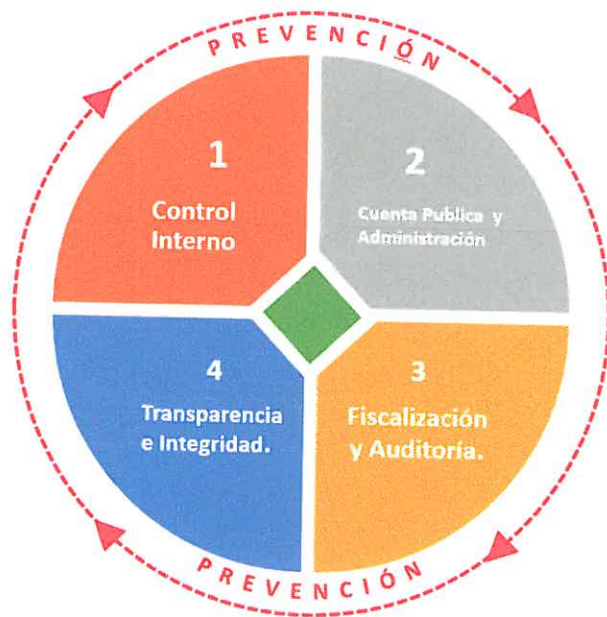 PREVENCIÓN
1
Control
Interno
2
Cuenta Publica y
Administración
4
Transparencia
e Integridad.
3
Fiscalización
y Auditoría.
PREVENCIÓN